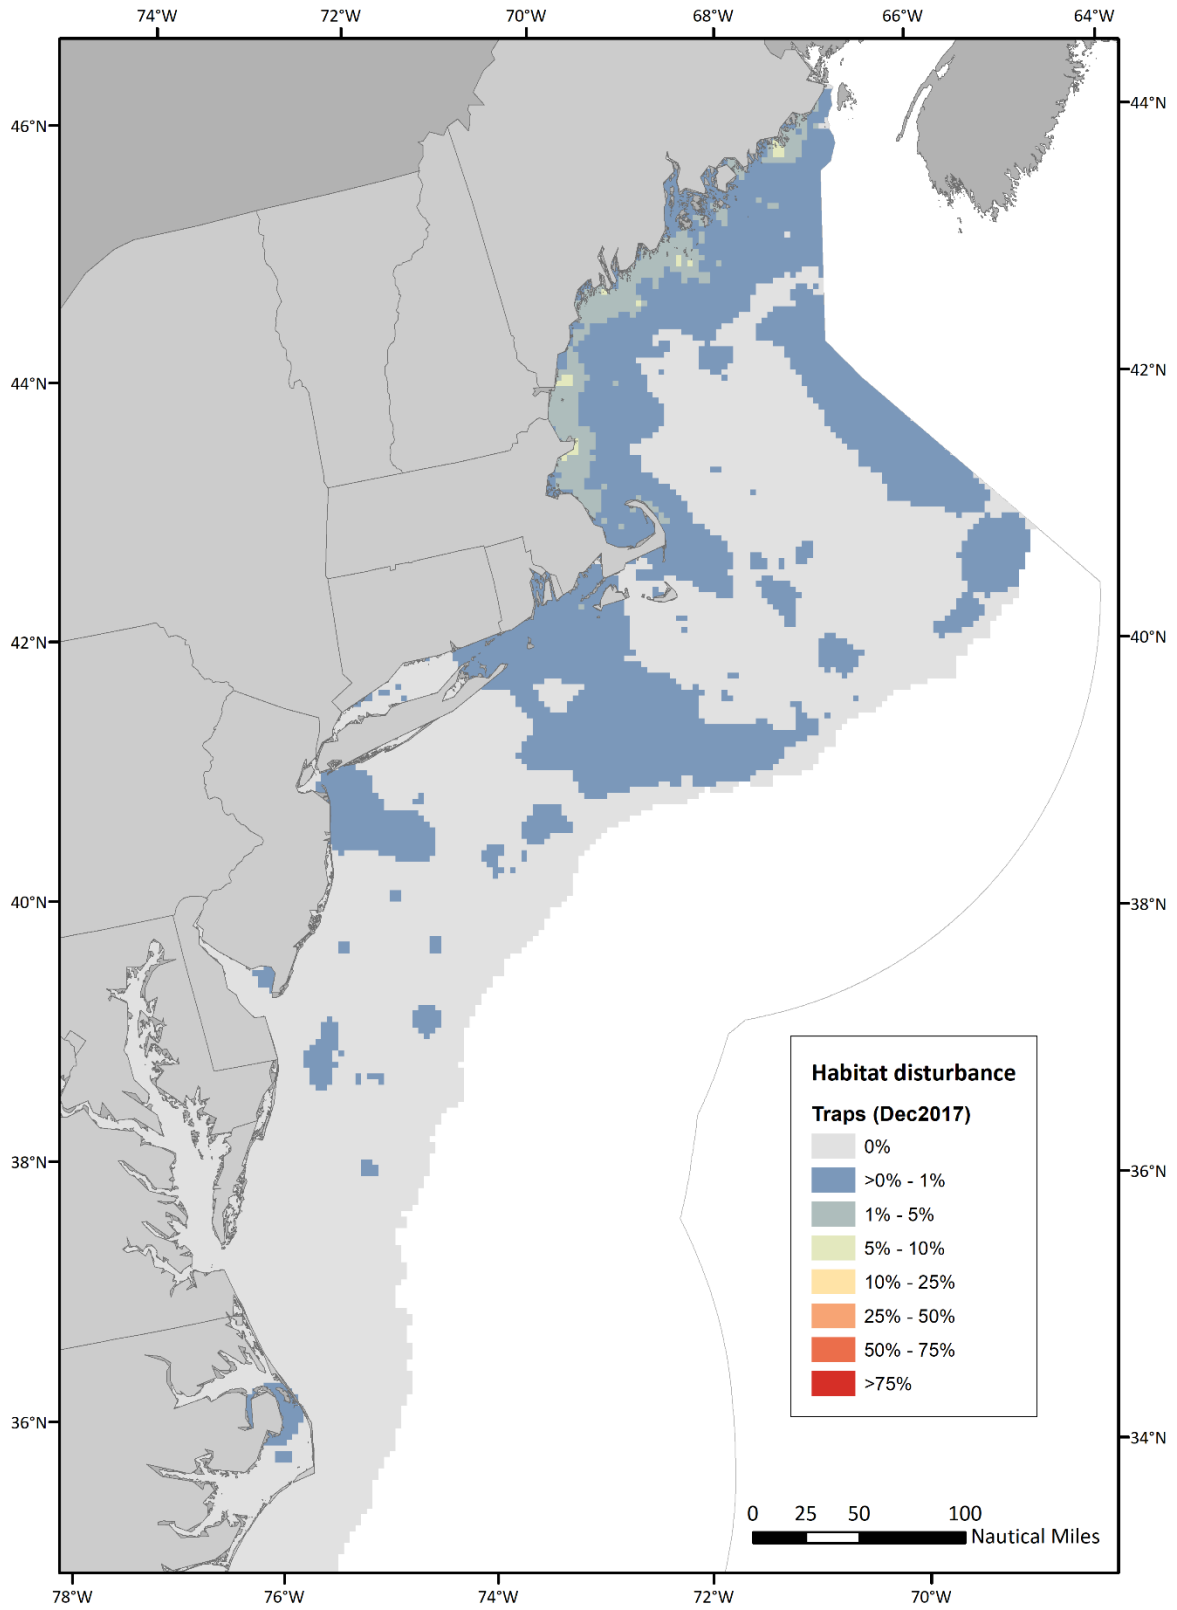 74°W 72°W 70°W 68°W 66°W 64°W
46°N 44°N
44°N 42°N
42°N 40°N
40°N 38°N
38°N 36°N
36°N 34°N
Habitat disturbance
Traps (Dec2017)
0%
>0% - 1%
1% - 5%
5% - 10%
10% - 25%
25% - 50%
50% - 75%
>75%
0 25 50 100
Nautical Miles
78°W 76°W 74°W 72°W 70°W